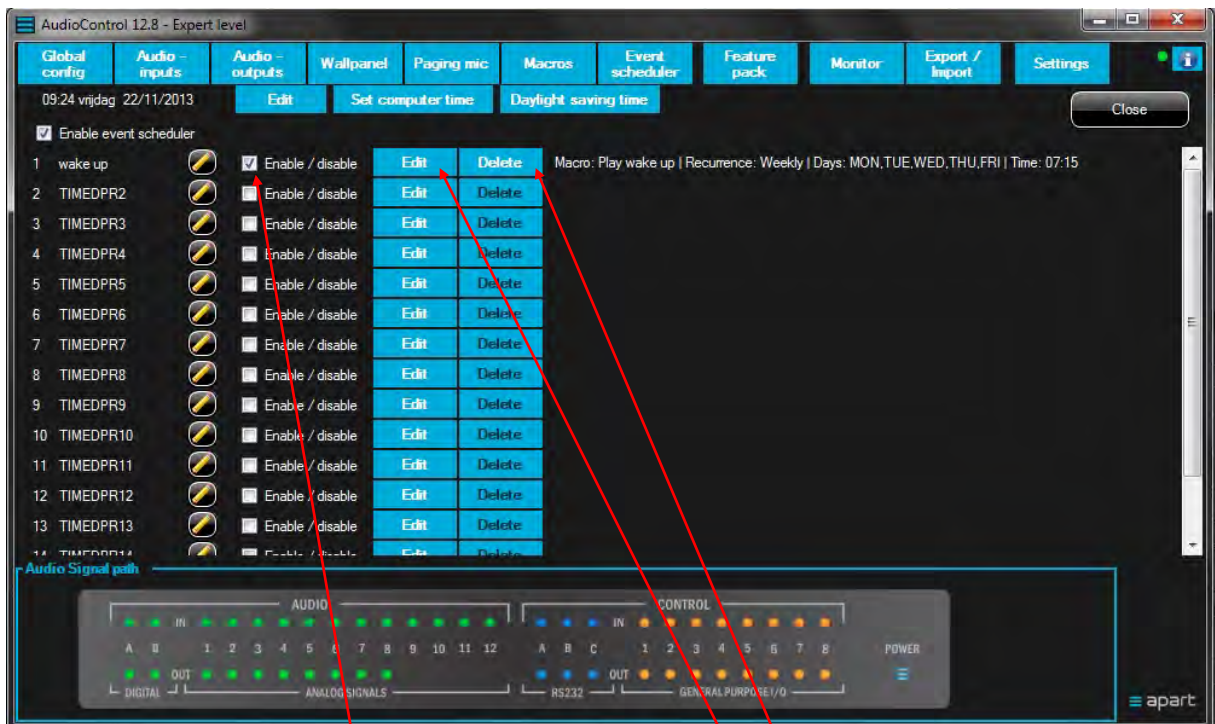 AudioControl 12.8 - Expert level
Global config
Audio - inputs
Audio - outputs
Wallpanel
Paging mic
Macros
Event scheduler
Feature pack
Monitor
Export / Import
Settings
09:24 vrijdag 22/11/2013 Edit Set computer time Daylight saving time
Close
Enable event scheduler
1 wake up Enable / disable Edit Delete Macro: Play wake up | Recurrence: Weekly | Days: MON,TUE,WED,THU,FRI | Time: 07:15
2 TIMEDPR2 Enable / disable Edit Delete
3 TIMEDPR3 Enable / disable Edit Delete
4 TIMEDPR4 Enable / disable Edit Delete
5 TIMEDPR5 Enable / disable Edit Delete
6 TIMEDPR6 Enable / disable Edit Delete
7 TIMEDPR7 Enable / disable Edit Delete
8 TIMEDPR8 Enable / disable Edit Delete
9 TIMEDPR9 Enable / disable Edit Delete
10 TIMEDPR10 Enable / disable Edit Delete
11 TIMEDPR11 Enable / disable Edit Delete
12 TIMEDPR12 Enable / disable Edit Delete
13 TIMEDPR13 Enable / disable Edit Delete
14 TIMEDPR14 Enable / disable Edit Delete
Audio Signal path
AUDIO CONTROL
IN IN
A B 1 2 3 4 5 6 7 8 9 10 11 12 A B C 1 2 3 4 5 6 7 8 POWER
OUT OUT
DIGITAL ANALOG SIGNALS RS232 GENERAL PURPOSE I/O
apart